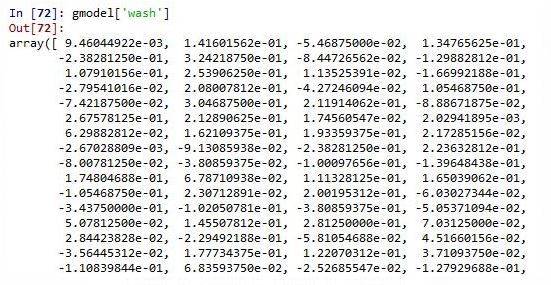 In [72]: gmodel['wash']
Out[72]:
array([ 9.46044922e-03, 1.41601562e-01, -5.46875000e-02, 1.34765625e-01,
-2.38281250e-01, 3.24218750e-01, -8.44726562e-02, -1.29882812e-01,
1.07910156e-01, 2.53906250e-01, 1.13525391e-02, -1.66992188e-01,
-2.79541016e-02, 2.08007812e-01, -4.27246094e-02, 1.05468750e-01,
-7.42187500e-02, 3.04687500e-01, 2.11914062e-01, -8.88671875e-02,
2.67578125e-01, 2.12890625e-01, 1.74560547e-02, 2.02941895e-03,
6.29882812e-02, 1.62109375e-01, 1.93359375e-01, 2.17285156e-02,
-2.67028809e-03, -9.13085938e-02, -2.38281250e-01, 2.23632812e-01,
-8.00781250e-02, -3.80859375e-02, -1.00097656e-01, -1.39648438e-01,
1.74804688e-01, 6.78710938e-02, 1.11328125e-01, 1.65039062e-01,
-1.05468750e-01, 2.30712891e-02, 2.00195312e-01, -6.03027344e-02,
-3.43750000e-01, -1.02050781e-01, -3.80859375e-01, -5.05371094e-02,
5.07812500e-02, 1.45507812e-01, 2.81250000e-01, 7.03125000e-02,
2.84423828e-02, -2.29492188e-01, -5.81054688e-02, 4.51660156e-02,
-3.56445312e-02, 1.77734375e-01, 1.22070312e-01, 3.71093750e-02,
-1.10839844e-01, 6.83593750e-02, -2.52685547e-02, -1.27929688e-01,